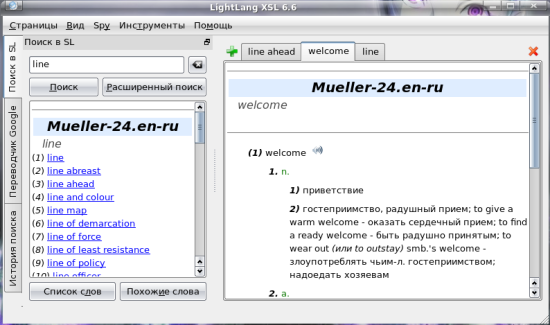 LightLang XSL 6.6
Страницы Вид Spy Инструменты Помощь
Поиск в SL
line
Поиск Расширенный поиск
Mueller-24.en-ru
line
(1) line
(2) line abreast
(3) line ahead
(4) line and colour
(5) line map
(6) line of demarcation
(7) line of force
(8) line of least resistance
(9) line of policy
(10) line officer
Список слов Похожие слова
Поиск в SL
Переводчик Google
История поиска
line ahead welcome line
Mueller-24.en-ru
welcome
(1) welcome
1. n.
1) приветствие
2) гостеприимство, радушный прием; to give a
warm welcome - оказать сердечный прием; to find
a ready welcome - быть радушно принятым; to
wear out (или to outstay) smb.'s welcome -
злоупотреблять чьим-л. гостеприимством;
надоедать хозяевам
2. a.